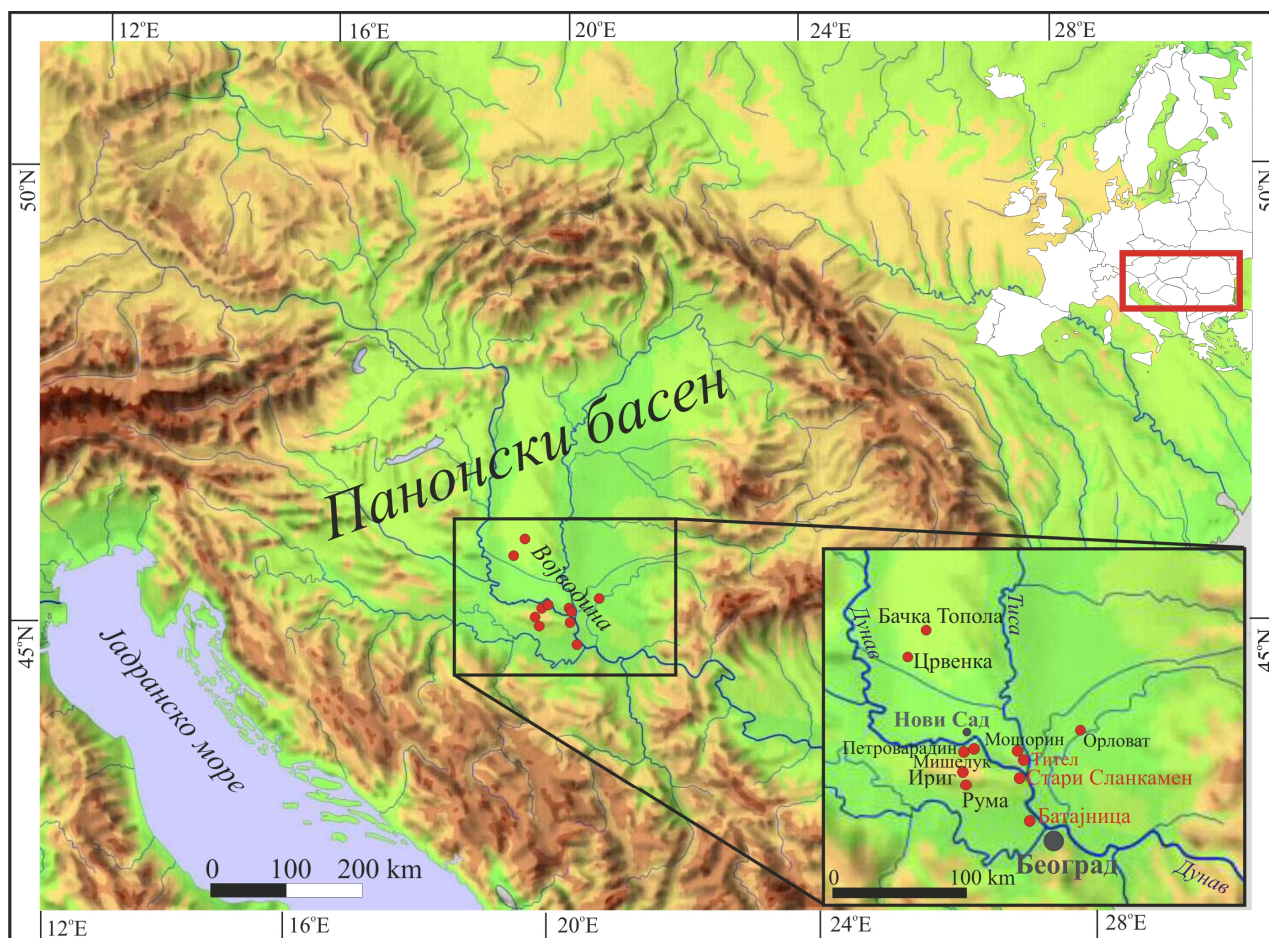 12°E 16°E 20°E 24°E 28°E
50°N
50°N
Панонски басен
Војводина
45°N
45°N
Јадранско море
0 100 200 km
Дунав
Тиса
Бачка Топола
Црвенка
Нови Сад
Петроварадин
Мошорин
Орловат
Мишелук
Тител
Ириг
Стари Сланкамен
Рума
Батајница
Београд
Дунав
0 100 km
12°E 16°E 20°E 24°E 28°E